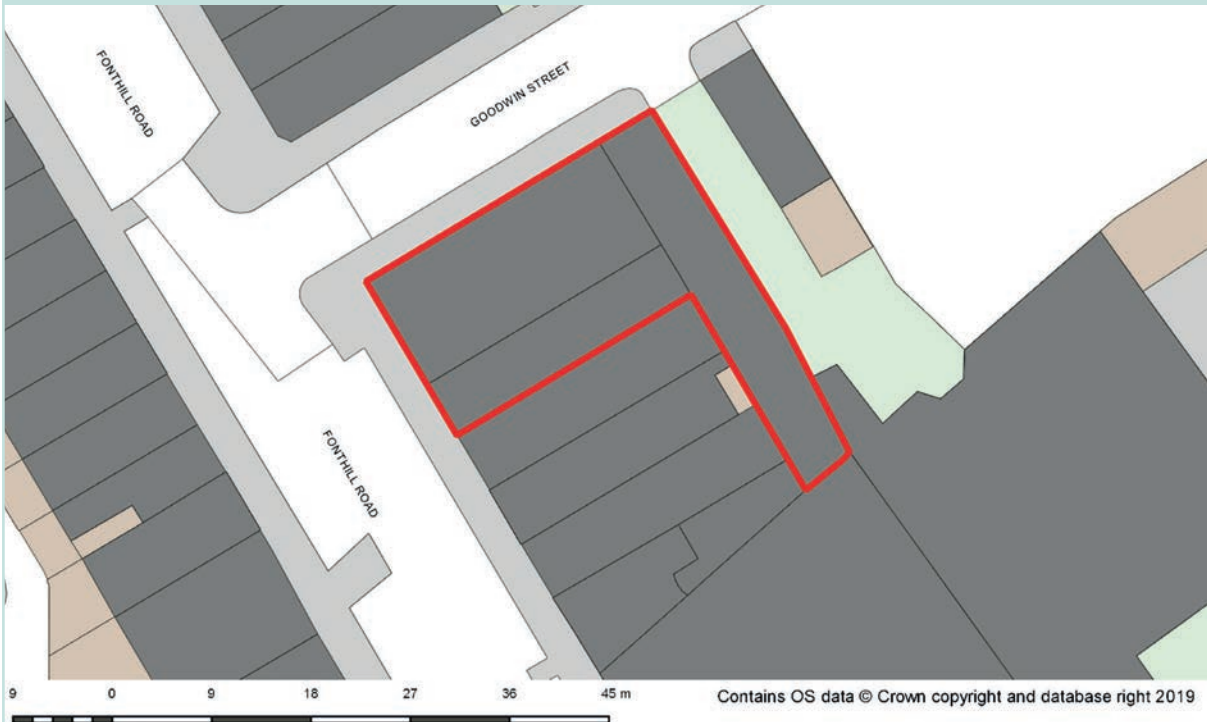 FONTHILL ROAD
GOODWIN STREET
FONTHILL ROAD
9 0 9 18 27 36 45 m
Contains OS data © Crown copyright and database right 2019